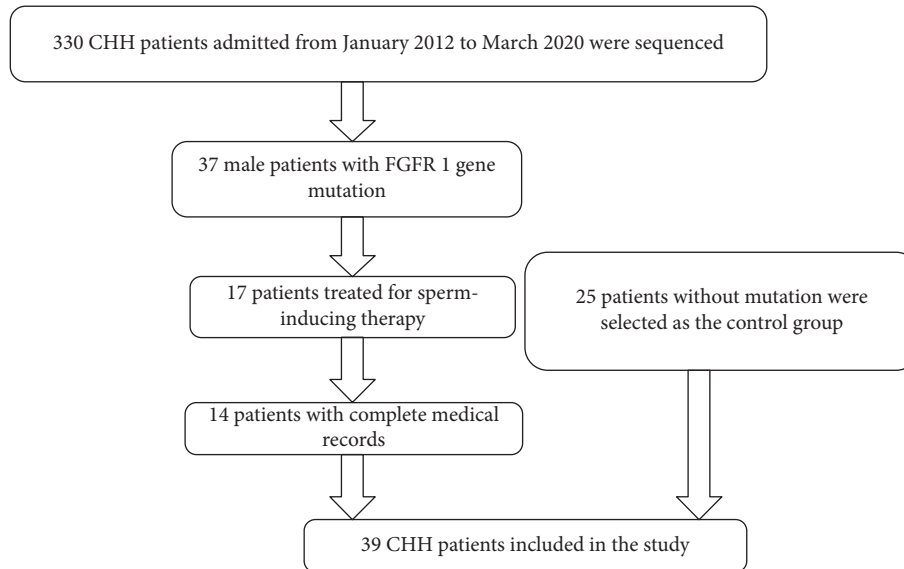 330 CHH patients admitted from January 2012 to March 2020 were sequenced
37 male patients with FGFR 1 gene
mutation
17 patients treated for sperm-
inducing therapy
25 patients without mutation were
selected as the control group
14 patients with complete medical
records
39 CHH patients included in the study